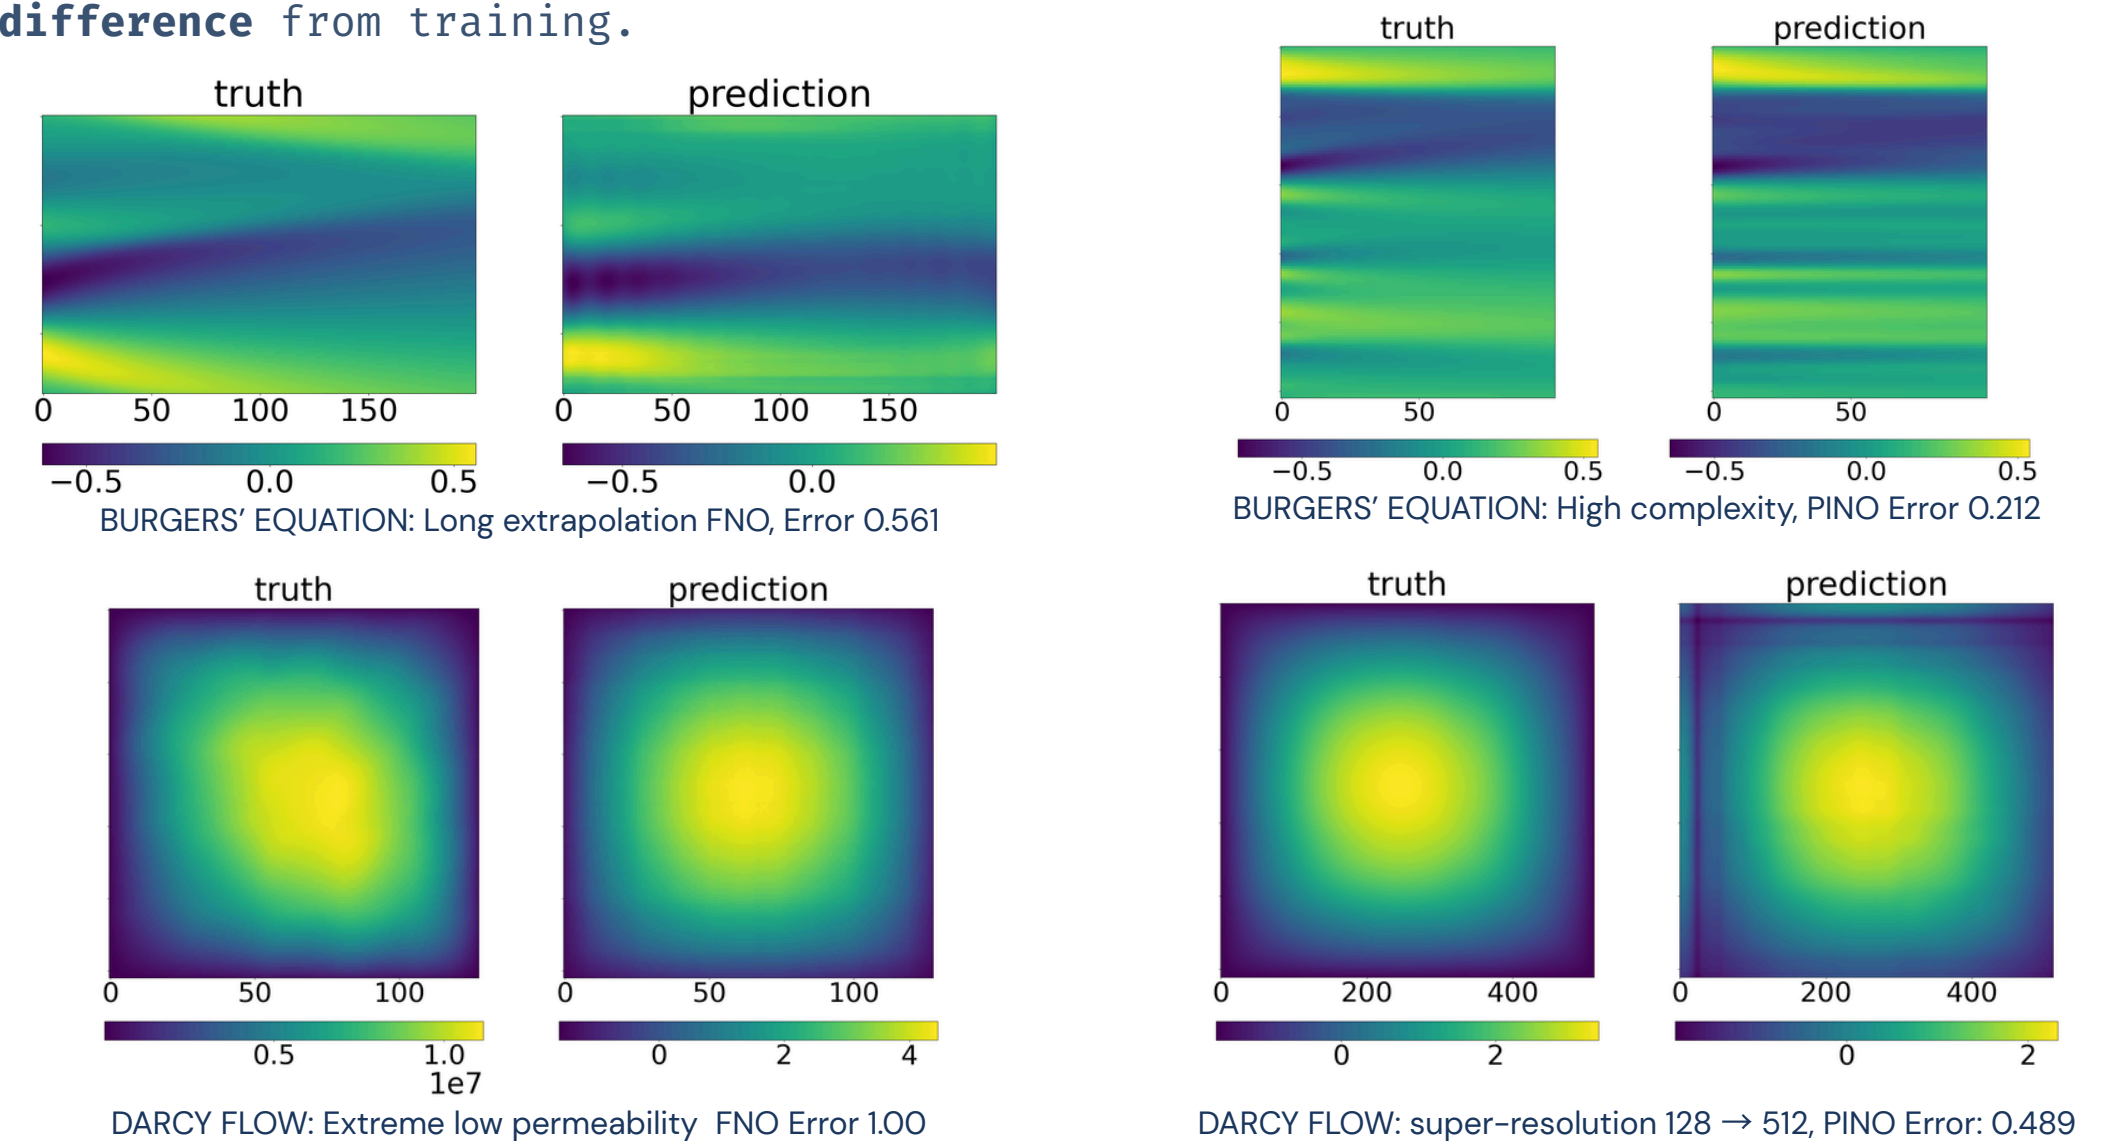 difference from training.
truth
prediction
0 50 100 150
0 50 100 150
−0.5 0.0 0.5
−0.5 0.0
BURGERS’ EQUATION: Long extrapolation FNO, Error 0.561
truth
prediction
0 50
0 50
−0.5 0.0 0.5
−0.5 0.0 0.5
BURGERS’ EQUATION: High complexity, PINO Error 0.212
truth
prediction
0 50 100
0 50 100
0.5 1.0
1e7
0 2 4
DARCY FLOW: Extreme low permeability FNO Error 1.00
truth
prediction
0 200 400
0 200 400
0 2
0 2
DARCY FLOW: super-resolution 128 → 512, PINO Error: 0.489